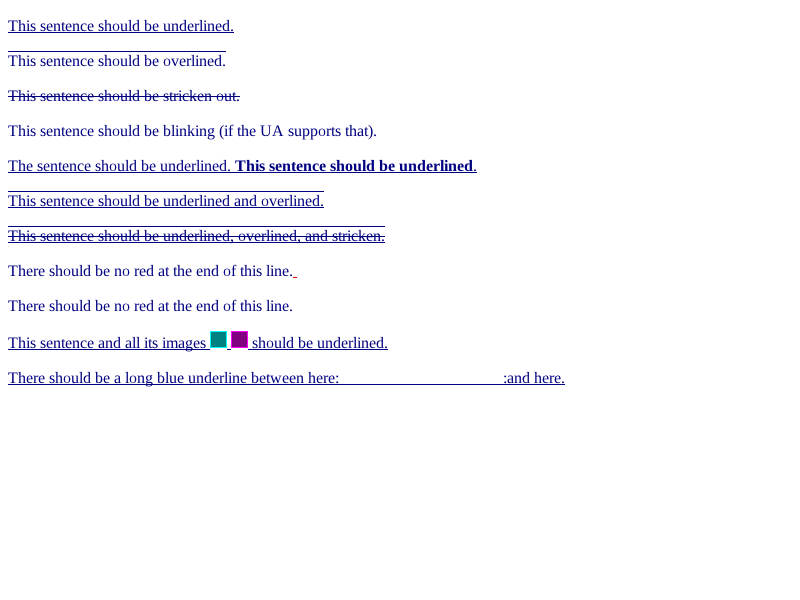 This sentence should be underlined.
This sentence should be overlined.
This sentence should be stricken out.
This sentence should be blinking (if the UA supports that).
The sentence should be underlined. This sentence should be underlined.
This sentence should be underlined and overlined.
This sentence should be underlined, overlined, and stricken.
There should be no red at the end of this line.
There should be no red at the end of this line.
This sentence and all its images should be underlined.
There should be a long blue underline between here: :and here.